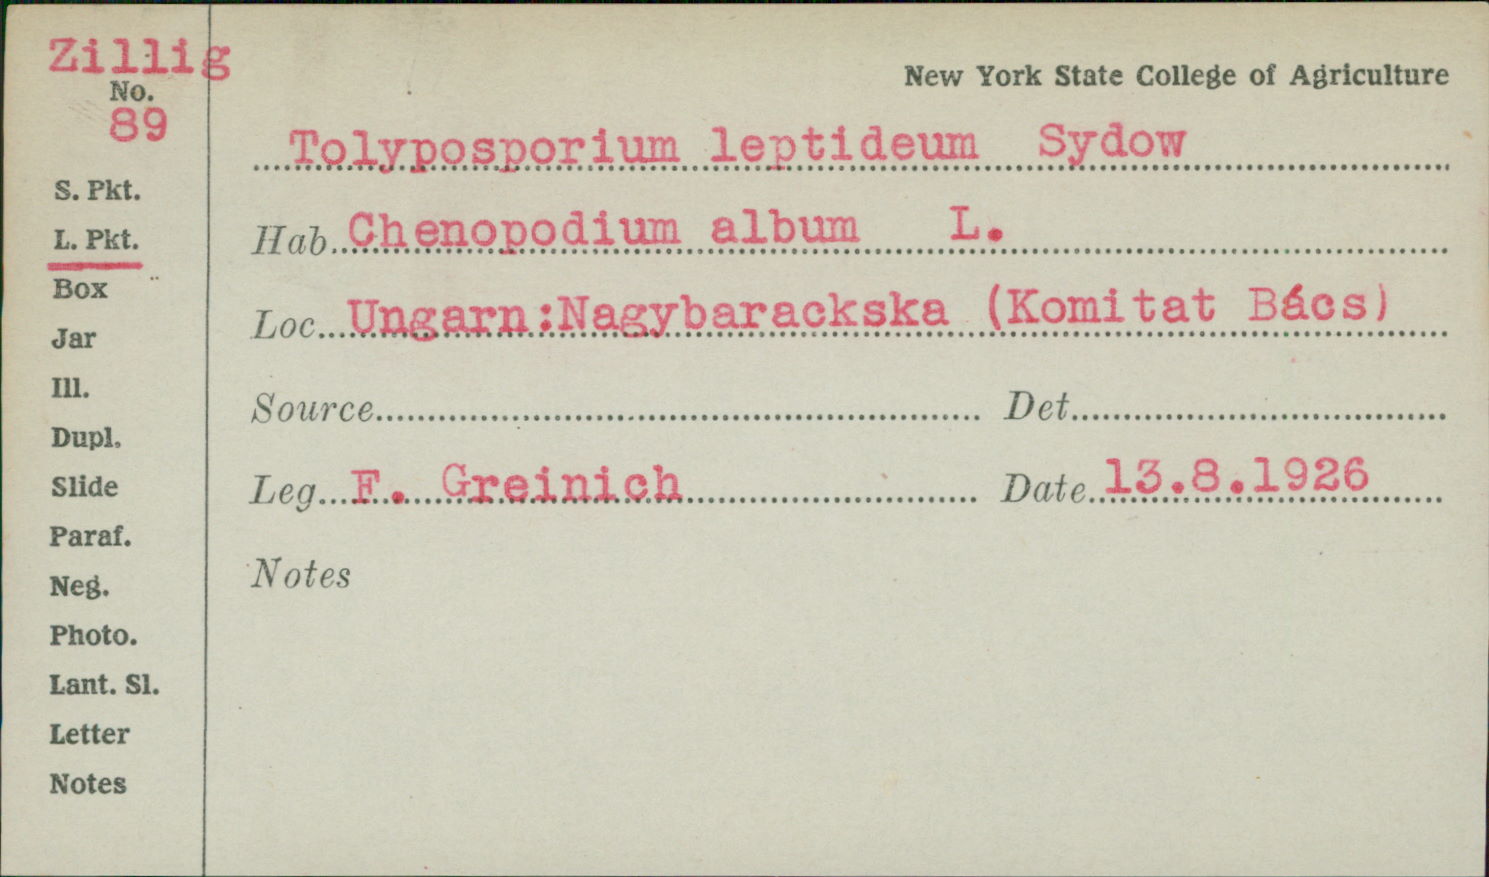 Zillig
No.
89
New York State College of Agriculture
Tolyposporium leptideum Sydow
Hab. Chenopodium album L.
Loc. Ungarn:Nagybarackska (Komitat Bács)
Source Det.
Leg. F. Greinich Date 13.8.1926
Notes
S. Pkt.
L. Pkt.
Box
Jar
Ill.
Dupl.
Slide
Paraf.
Neg.
Photo.
Lant. Sl.
Letter
Notes